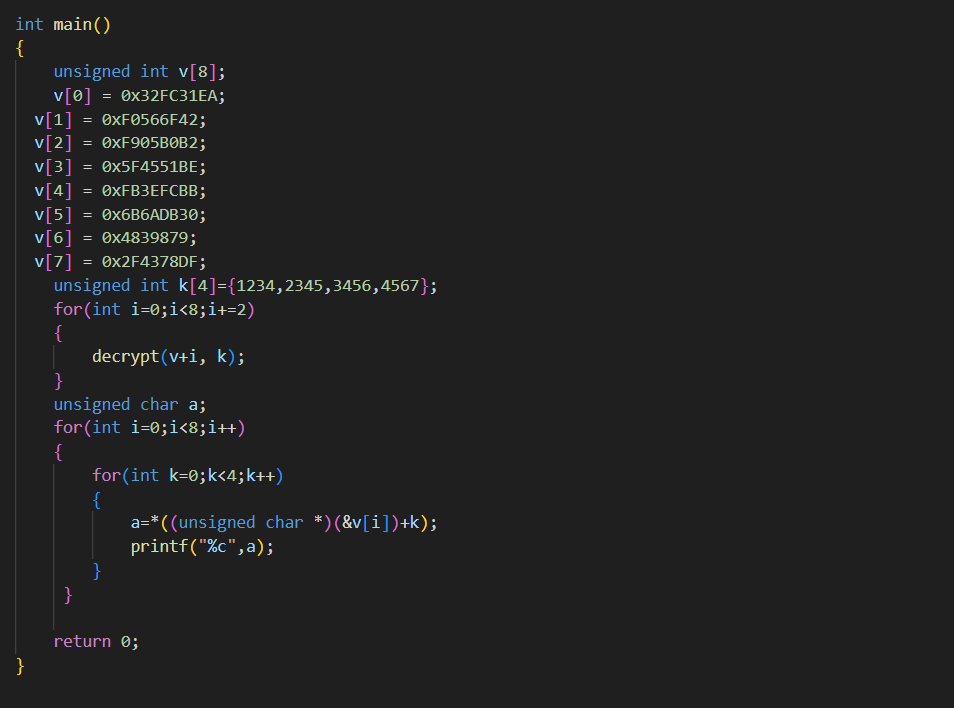 int main()
{
unsigned int v[8];
v[0] = 0x32FC31EA;
v[1] = 0xF0566F42;
v[2] = 0xF905B0B2;
v[3] = 0x5F4551BE;
v[4] = 0xFB3EFCBB;
v[5] = 0x6B6ADB30;
v[6] = 0x4839879;
v[7] = 0x2F4378DF;
unsigned int k[4]={1234,2345,3456,4567};
for(int i=0;i<8;i+=2)
{
decrypt(v+i, k);
}
unsigned char a;
for(int i=0;i<8;i++)
{
for(int k=0;k<4;k++)
{
a=*((unsigned char *)(&v[i])+k);
printf("%c",a);
}
}
return 0;
}